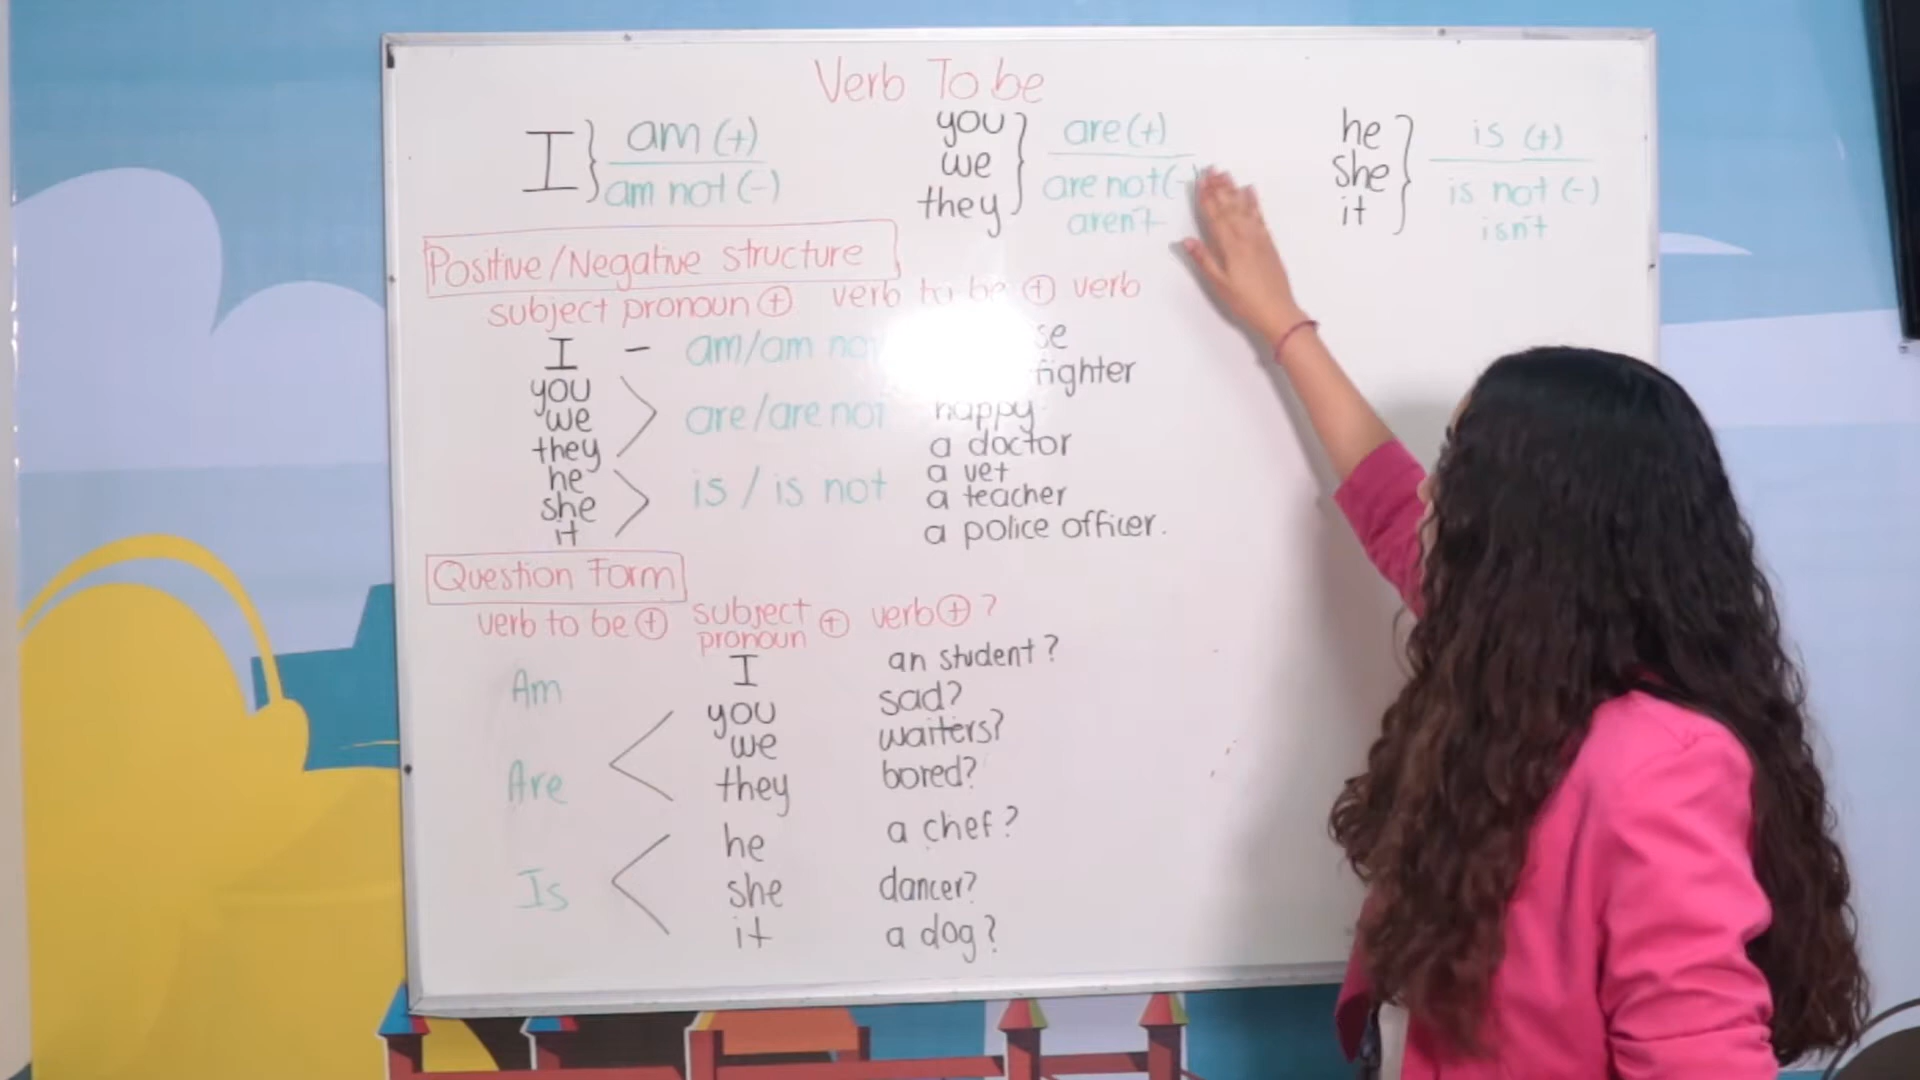 Verb To be
I } am (+)
am not (-)
you
we
they
are (+)
are not (-)
aren't
he
she
it
is (+)
is not (-)
isn't
Positive/Negative structure
subject pronoun + verb to be + verb
I - am/am not
you
we
they
are/are not
he
she
it
is / is not
fighter
happy
a doctor
a vet
a teacher
a police officer.
Question Form
verb to be + subject pronoun + verb + ?
Am I an student?
Are
you sad?
we waiters?
they bored?
Is
he a chef?
she dancer?
it a dog?